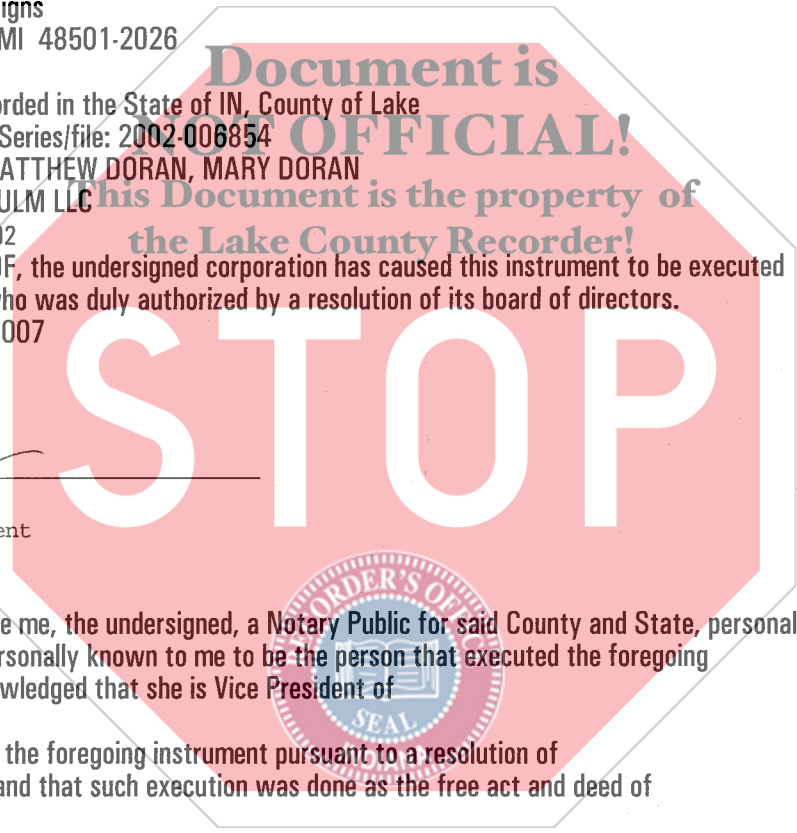 igns
MI 48501-2026
Document is
orded in the State of IN, County of Lake
NOT OFFICIAL!
Series/file: 2002-006854
ATTHEW DORAN, MARY DORAN
This Document is the property of
ULM LLC
02
the Lake County Recorder!
OF, the undersigned corporation has caused this instrument to be executed
ho was duly authorized by a resolution of its board of directors.
007
STOP
ent
RECORDER'S OFFICE
e me, the undersigned, a Notary Public for said County and State, personal
rsonally known to me to be the person that executed the foregoing
wledged that she is Vice President of
SEAL
the foregoing instrument pursuant to a resolution of
INDIANA
and that such execution was done as the free act and deed of